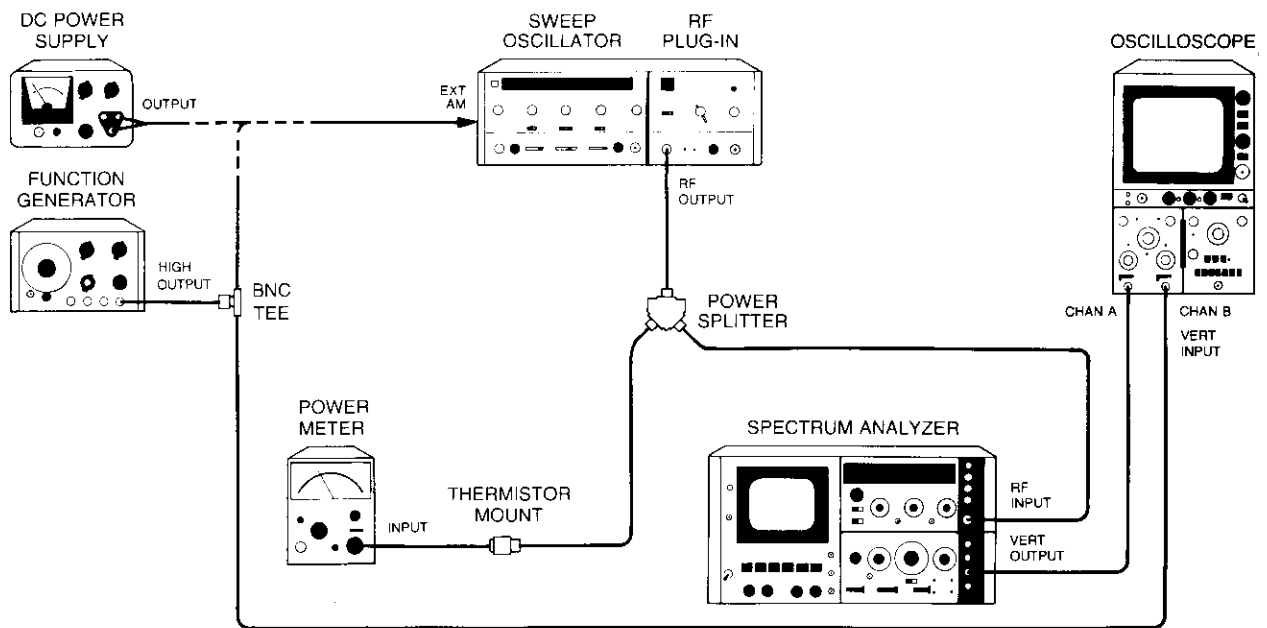 DC POWER
SUPPLY
OUTPUT
SWEEP
OSCILLATOR
RF
PLUG-IN
EXT
AM
RF
OUTPUT
OSCILLOSCOPE
FUNCTION
GENERATOR
HIGH
OUTPUT
BNC
TEE
POWER
SPLITTER
CHAN A
CHAN B
VERT
INPUT
POWER
METER
INPUT
THERMISTOR
MOUNT
SPECTRUM ANALYZER
RF
INPUT
VERT
OUTPUT